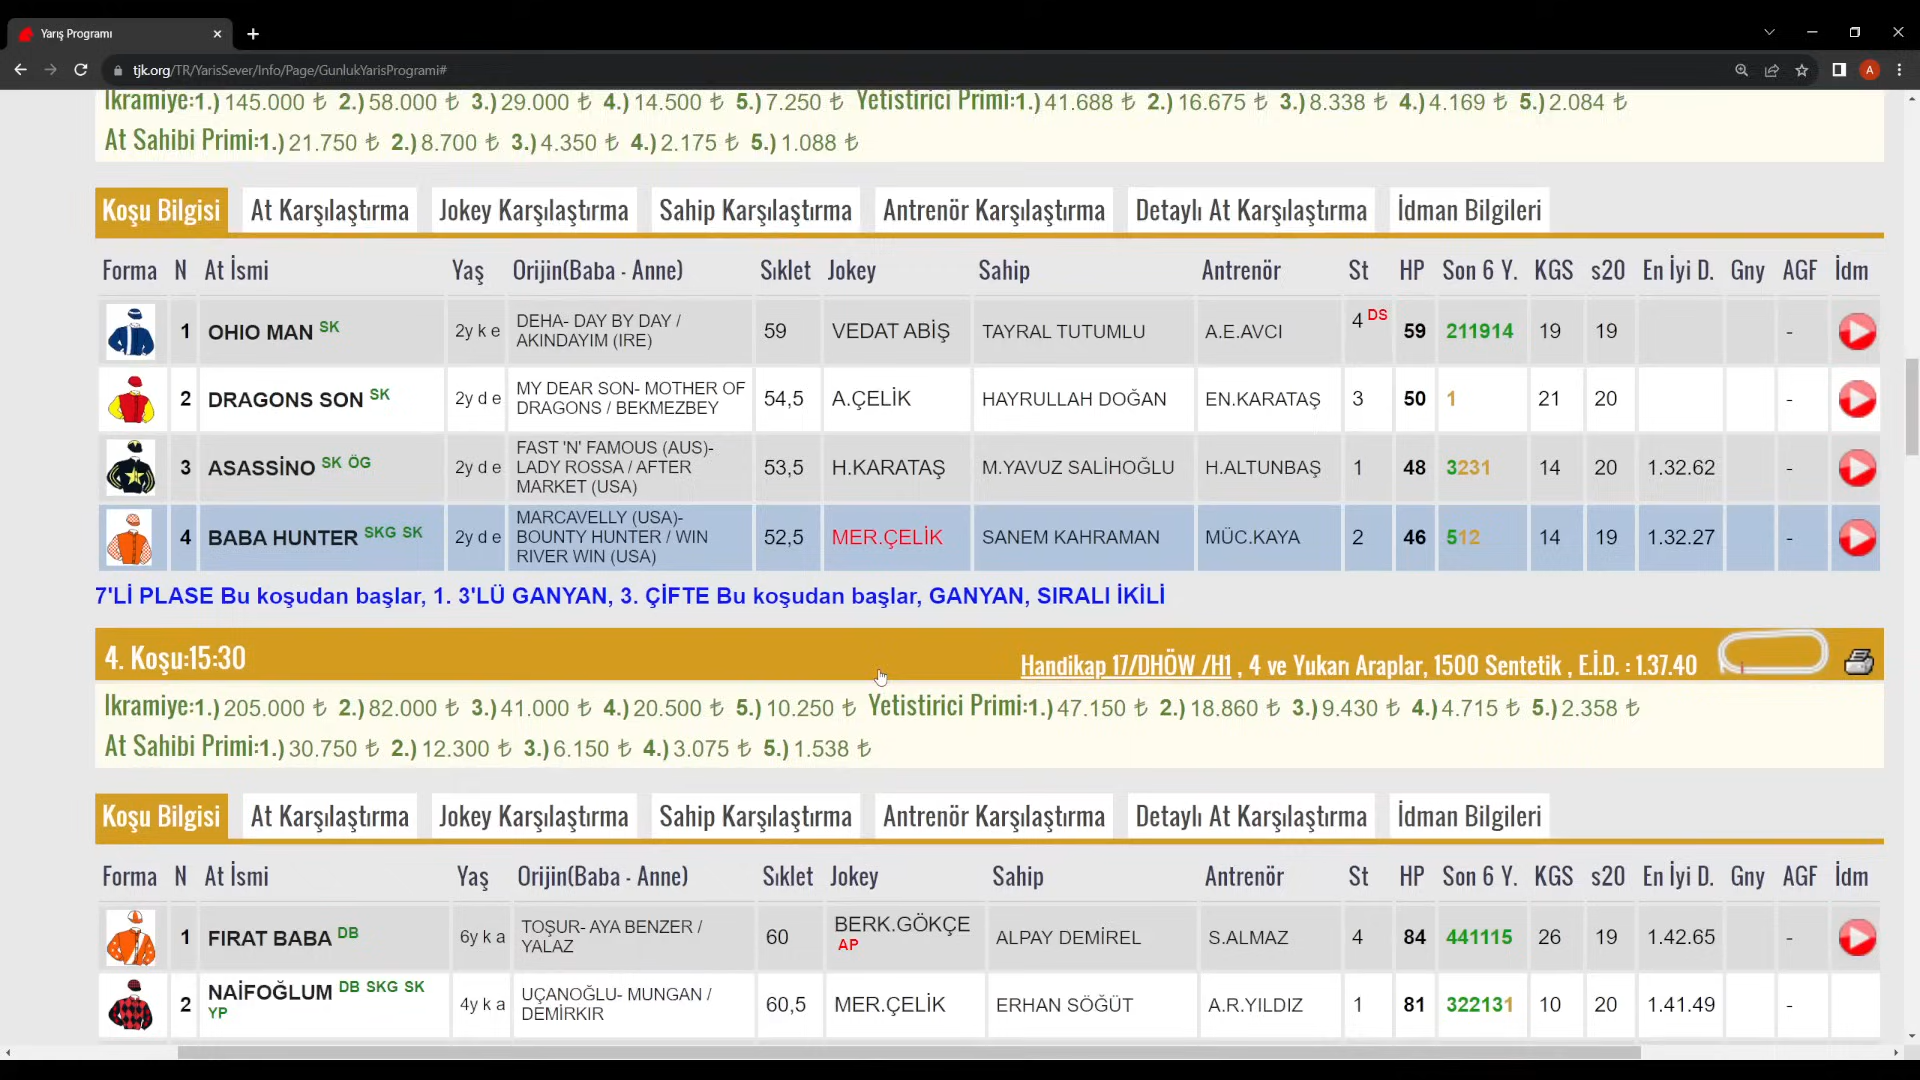 Yarış Programı
tjk.org/TR/YarisSever/Info/Page/GunlukYarisProgrami#
A
İkramiye:1.) 145.000 ₺ 2.) 58.000 ₺ 3.) 29.000 ₺ 4.) 14.500 ₺ 5.) 7.250 ₺ Yetistirici Primi:1.) 41.688 ₺ 2.) 16.675 ₺ 3.) 8.338 ₺ 4.) 4.169 ₺ 5.) 2.084 ₺
At Sahibi Primi:1.) 21.750 ₺ 2.) 8.700 ₺ 3.) 4.350 ₺ 4.) 2.175 ₺ 5.) 1.088 ₺
Koşu Bilgisi At Karşılaştırma Jokey Karşılaştırma Sahip Karşılaştırma Antrenör Karşılaştırma Detaylı At Karşılaştırma İdman Bilgileri
Forma N At İsmi Yaş Orijin(Baba - Anne) Sıklet Jokey Sahip Antrenör St HP Son 6 Y. KGS s20 En İyi D. Gny AGF İdm
1 OHIO MAN SK 2y k e DEHA- DAY BY DAY / AKINDAYIM (IRE) 59 VEDAT ABİŞ TAYRAL TUTUMLU A.E.AVCI 4 DS 59 211914 19 19 -
2 DRAGONS SON SK 2y d e MY DEAR SON- MOTHER OF DRAGONS / BEKMEZBEY 54,5 A.ÇELİK HAYRULLAH DOĞAN EN.KARATAŞ 3 50 1 21 20 -
3 ASASSİNO SK ÖG 2y d e FAST 'N' FAMOUS (AUS)- LADY ROSSA / AFTER MARKET (USA) 53,5 H.KARATAŞ M.YAVUZ SALİHOĞLU H.ALTUNBAŞ 1 48 3231 14 20 1.32.62 -
4 BABA HUNTER SKG SK 2y d e MARCAVELLY (USA)- BOUNTY HUNTER / WIN RIVER WIN (USA) 52,5 MER.ÇELİK SANEM KAHRAMAN MÜC.KAYA 2 46 512 14 19 1.32.27 -
7'Lİ PLASE Bu koşudan başlar, 1. 3'LÜ GANYAN, 3. ÇİFTE Bu koşudan başlar, GANYAN, SIRALI İKİLİ
4. Koşu:15:30 Handikap 17/DHÖW /H1 , 4 ve Yukarı Araplar, 1500 Sentetik , E.İ.D. : 1.37.40
İkramiye:1.) 205.000 ₺ 2.) 82.000 ₺ 3.) 41.000 ₺ 4.) 20.500 ₺ 5.) 10.250 ₺ Yetistirici Primi:1.) 47.150 ₺ 2.) 18.860 ₺ 3.) 9.430 ₺ 4.) 4.715 ₺ 5.) 2.358 ₺
At Sahibi Primi:1.) 30.750 ₺ 2.) 12.300 ₺ 3.) 6.150 ₺ 4.) 3.075 ₺ 5.) 1.538 ₺
Koşu Bilgisi At Karşılaştırma Jokey Karşılaştırma Sahip Karşılaştırma Antrenör Karşılaştırma Detaylı At Karşılaştırma İdman Bilgileri
Forma N At İsmi Yaş Orijin(Baba - Anne) Sıklet Jokey Sahip Antrenör St HP Son 6 Y. KGS s20 En İyi D. Gny AGF İdm
1 FIRAT BABA DB 6y k a TOŞUR- AYA BENZER / YALAZ 60 BERK.GÖKÇE AP ALPAY DEMİREL S.ALMAZ 4 84 441115 26 19 1.42.65 -
2 NAİFOĞLUM DB SKG SK YP 4y k a UÇANOĞLU- MUNGAN / DEMİRKIR 60,5 MER.ÇELİK ERHAN SÖĞÜT A.R.YILDIZ 1 81 322131 10 20 1.41.49 -